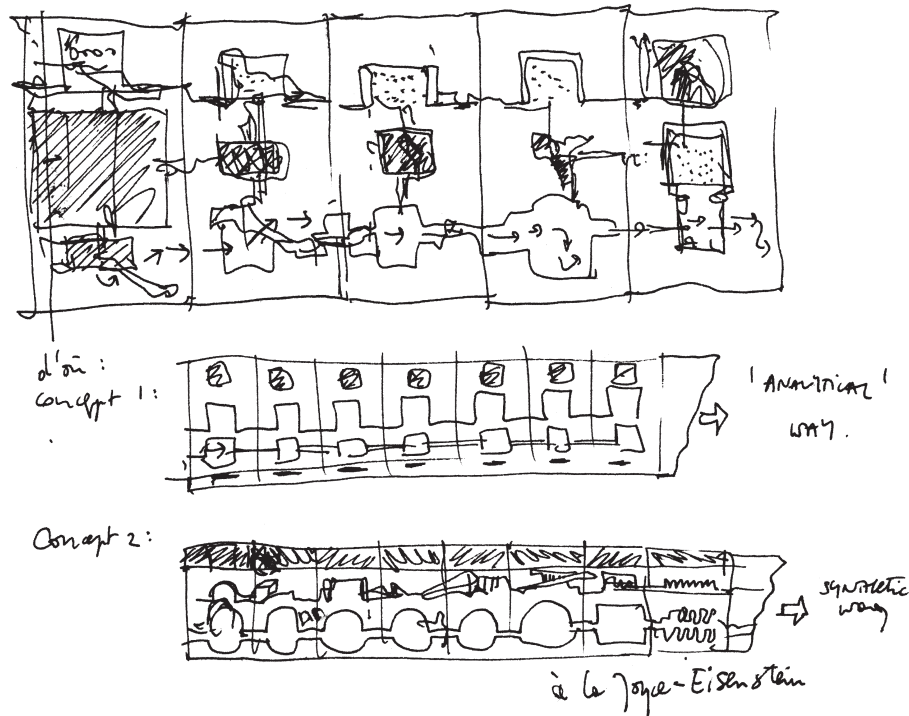 d'où :
concept 1 :
'ANALYTICAL'
WAY.
Concept 2 :
SYNTHETIC
way
à la Joyce-Eisenstein